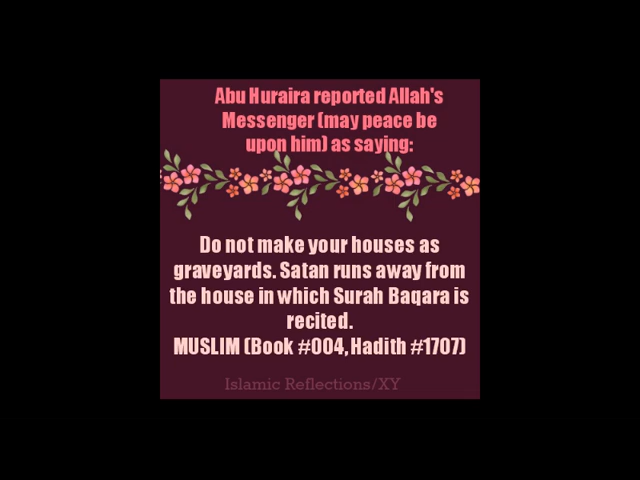 Abu Huraira reported Allah's
Messenger (may peace be
upon him) as saying:
Do not make your houses as
graveyards. Satan runs away from
the house in which Surah Baqara is
recited.
MUSLIM (Book #004, Hadith #1707)
Islamic Reflections/XY